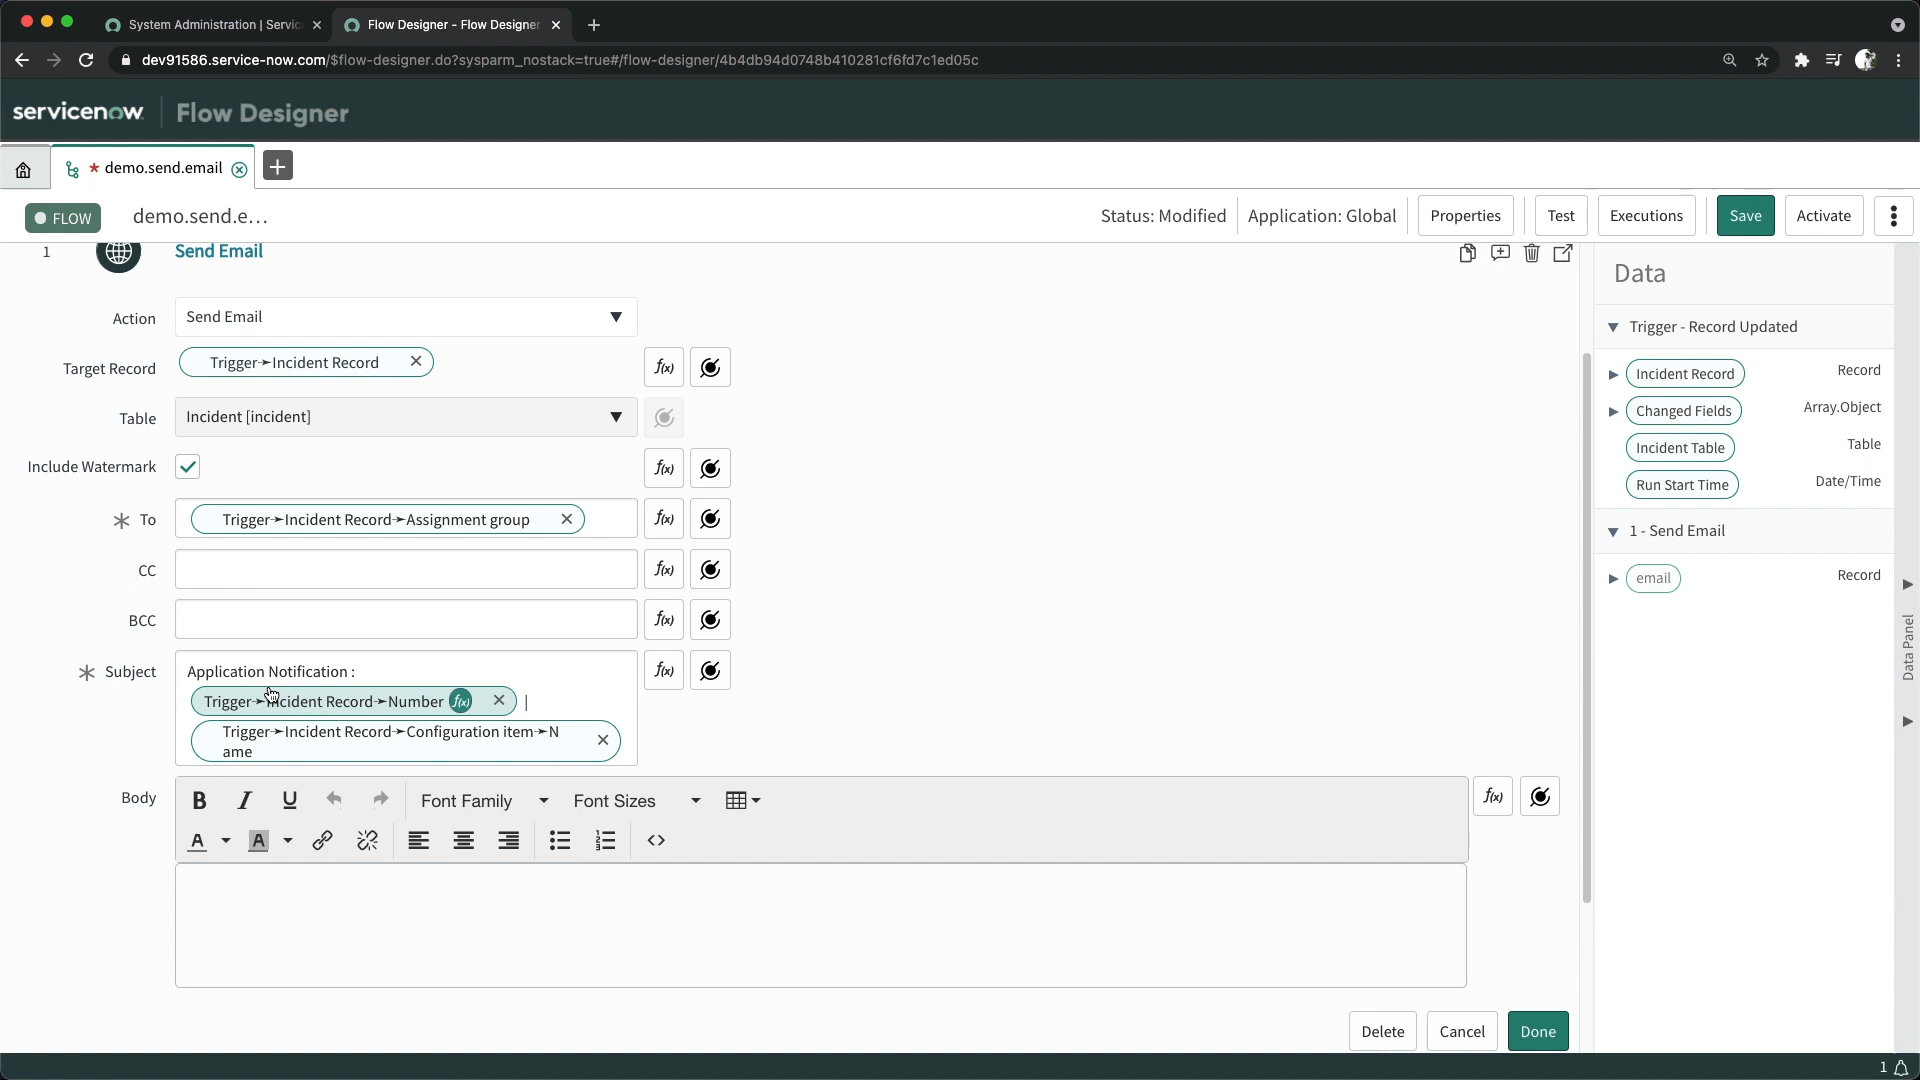 System Administration | Servic
Flow Designer - Flow Designer
dev91586.service-now.com/$flow-designer.do?sysparm_nostack=true#/flow-designer/4b4db94d0748b410281cf6fd7c1ed05c
servicenow Flow Designer
* demo.send.email
FLOW demo.send.e... Status: Modified Application: Global Properties Test Executions Save Activate
1 Send Email
Action Send Email
Target Record Trigger➛Incident Record f(x)
Table Incident [incident]
Include Watermark f(x)
To Trigger➛Incident Record➛Assignment group f(x)
CC f(x)
BCC f(x)
Subject Application Notification : f(x)
Trigger➛Incident Record➛Number f(x) |
Trigger➛Incident Record➛Configuration item➛N
ame
Body B I U Font Family Font Sizes f(x)
A A <>
Delete Cancel Done
Data
Trigger - Record Updated
Incident Record Record
Changed Fields Array.Object
Incident Table Table
Run Start Time Date/Time
1 - Send Email
email Record
Data Panel
1